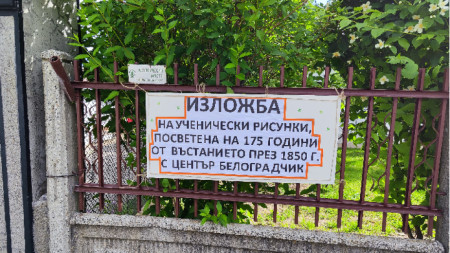 ИЗЛОЖБА
НА УЧЕНИЧЕСКИ РИСУНКИ,
ПОСВЕТЕНА НА 175 ГОДИНИ
ОТ ВЪСТАНИЕТО ПРЕЗ 1850 Г.
С ЦЕНТЪР БЕЛОГРАДЧИК